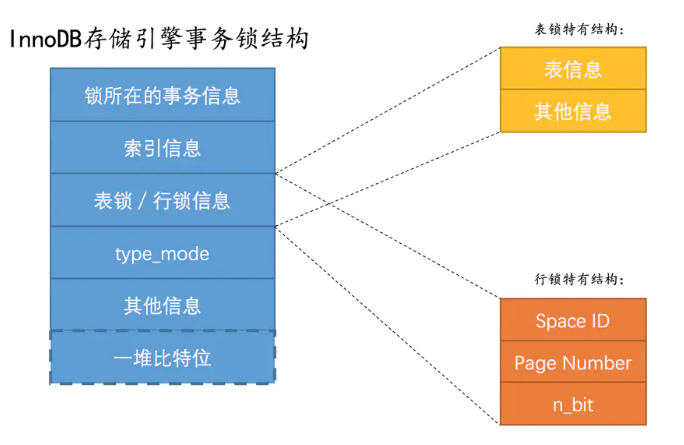 InnoDB存储引擎事务锁结构
锁所在的事务信息
索引信息
表锁 / 行锁信息
type_mode
其他信息
一堆比特位
表锁特有结构：
表信息
其他信息
行锁特有结构：
Space ID
Page Number
n_bit